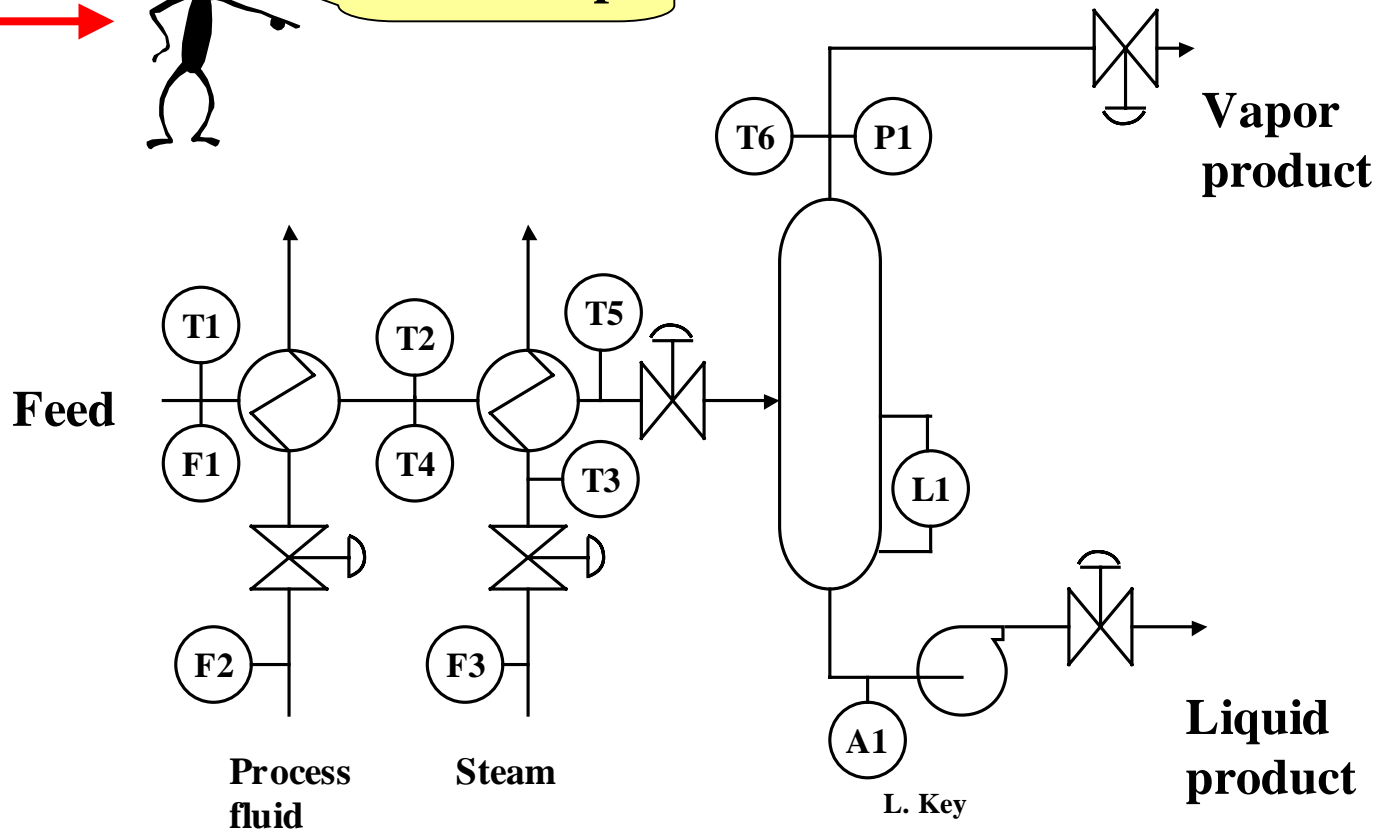 T6
P1
Vapor
product
T1
T2
T5
Feed
F1
T4
T3
L1
F2
F3
A1
Process
fluid
Steam
L. Key
Liquid
product